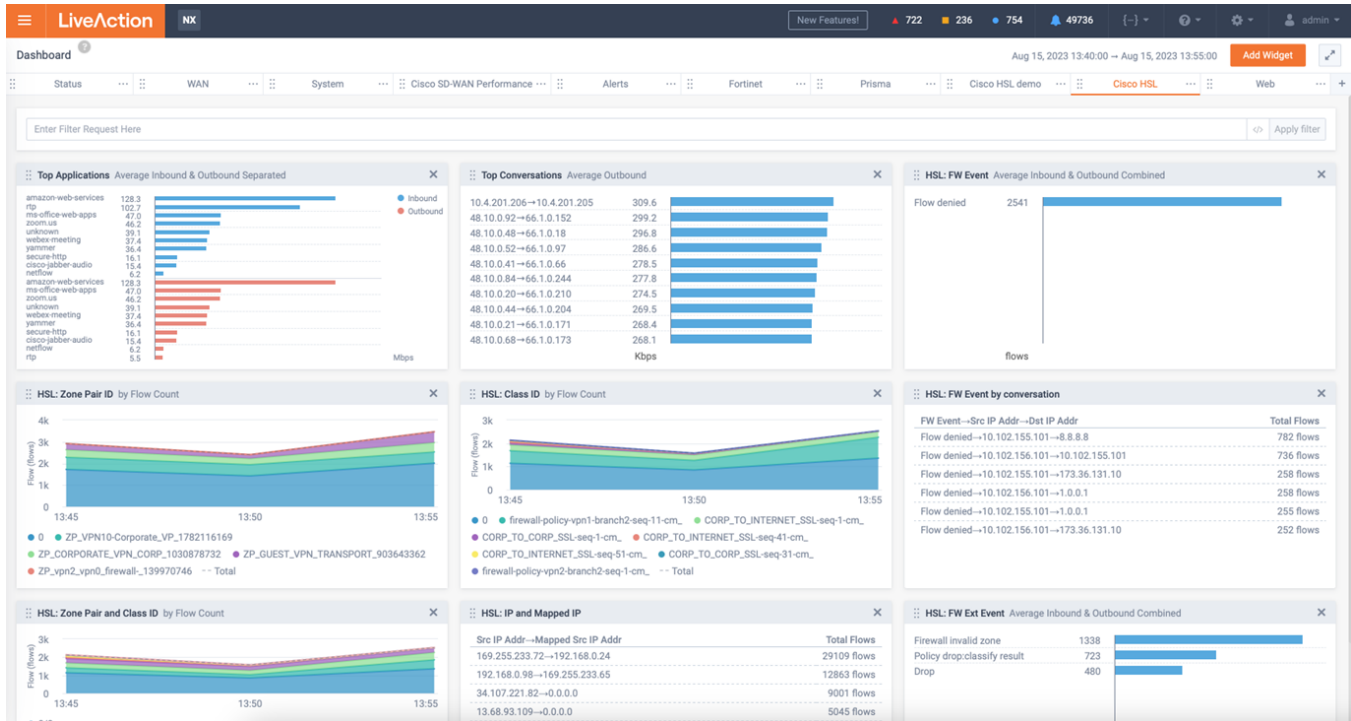 LiveAction NX New Features! 722 236 754 49736 {−} admin
Dashboard Aug 15, 2023 13:40:00 → Aug 15, 2023 13:55:00 Add Widget
Status WAN System Cisco SD-WAN Performance Alerts Fortinet Prisma Cisco HSL demo Cisco HSL Web
Enter Filter Request Here </> Apply filter
Top Applications Average Inbound & Outbound Separated
amazon-web-services 128.3
rtp 102.7
ms-office-web-apps 47.0
zoom.us 46.2
unknown 39.1
webex-meeting 37.4
yammer 36.4
secure-http 16.1
cisco-jabber-audio 15.4
netflow 6.2
amazon-web-services 128.3
ms-office-web-apps 47.0
zoom.us 46.2
unknown 39.1
webex-meeting 37.4
yammer 36.4
secure-http 16.1
cisco-jabber-audio 15.4
netflow 6.2
rtp 5.5
Inbound
Outbound
Mbps
Top Conversations Average Outbound
10.4.201.206→10.4.201.205 309.6
48.10.0.92→66.1.0.152 299.2
48.10.0.48→66.1.0.18 296.8
48.10.0.52→66.1.0.97 286.6
48.10.0.41→66.1.0.66 278.5
48.10.0.84→66.1.0.244 277.8
48.10.0.20→66.1.0.210 274.5
48.10.0.44→66.1.0.204 269.5
48.10.0.21→66.1.0.171 268.4
48.10.0.68→66.1.0.173 268.1
Kbps
HSL: FW Event Average Inbound & Outbound Combined
Flow denied 2541
flows
HSL: Zone Pair ID by Flow Count
Flow (flows)
4k
3k
2k
1k
0
13:45 13:50 13:55
0 ZP_VPN10-Corporate_VP_1782116169
ZP_CORPORATE_VPN_CORP_1030878732 ZP_GUEST_VPN_TRANSPORT_903643362
ZP_vpn2_vpn0_firewall-_139970746 -- Total
HSL: Class ID by Flow Count
Flow (flows)
3k
2k
1k
0
13:45 13:50 13:55
0 firewall-policy-vpn1-branch2-seq-11-cm_ CORP_TO_INTERNET_SSL-seq-1-cm_
CORP_TO_CORP_SSL-seq-1-cm_ CORP_TO_INTERNET_SSL-seq-41-cm_
CORP_TO_INTERNET_SSL-seq-51-cm_ CORP_TO_CORP_SSL-seq-31-cm_
firewall-policy-vpn2-branch2-seq-1-cm_ -- Total
HSL: FW Event by conversation
FW Event→Src IP Addr→Dst IP Addr Total Flows
Flow denied→10.102.155.101→8.8.8.8 782 flows
Flow denied→10.102.156.101→10.102.155.101 736 flows
Flow denied→10.102.155.101→173.36.131.10 258 flows
Flow denied→10.102.156.101→1.0.0.1 258 flows
Flow denied→10.102.155.101→1.0.0.1 255 flows
Flow denied→10.102.156.101→173.36.131.10 252 flows
HSL: Zone Pair and Class ID by Flow Count
Flow (flows)
3k
2k
1k
0
13:45 13:50 13:55
HSL: IP and Mapped IP
Src IP Addr→Mapped Src IP Addr Total Flows
169.255.233.72→192.168.0.24 29109 flows
192.168.0.98→169.255.233.65 12863 flows
34.107.221.82→0.0.0.0 9001 flows
13.68.93.109→0.0.0.0 5045 flows
HSL: FW Ext Event Average Inbound & Outbound Combined
Firewall invalid zone 1338
Policy drop:classify result 723
Drop 480